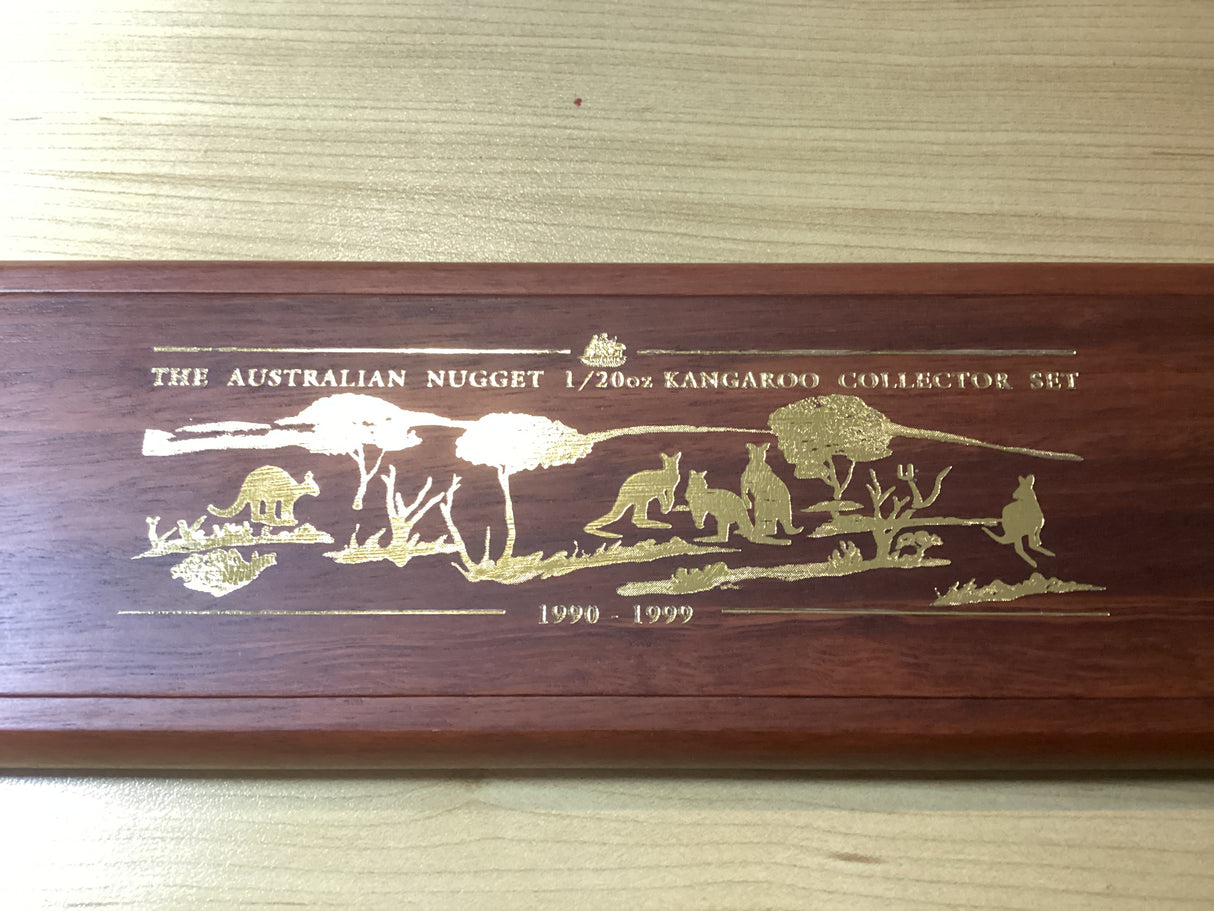 THE AUSTRALIAN NUGGET 1/20oz KANGAROO COLLECTOR SET
1990 - 1999